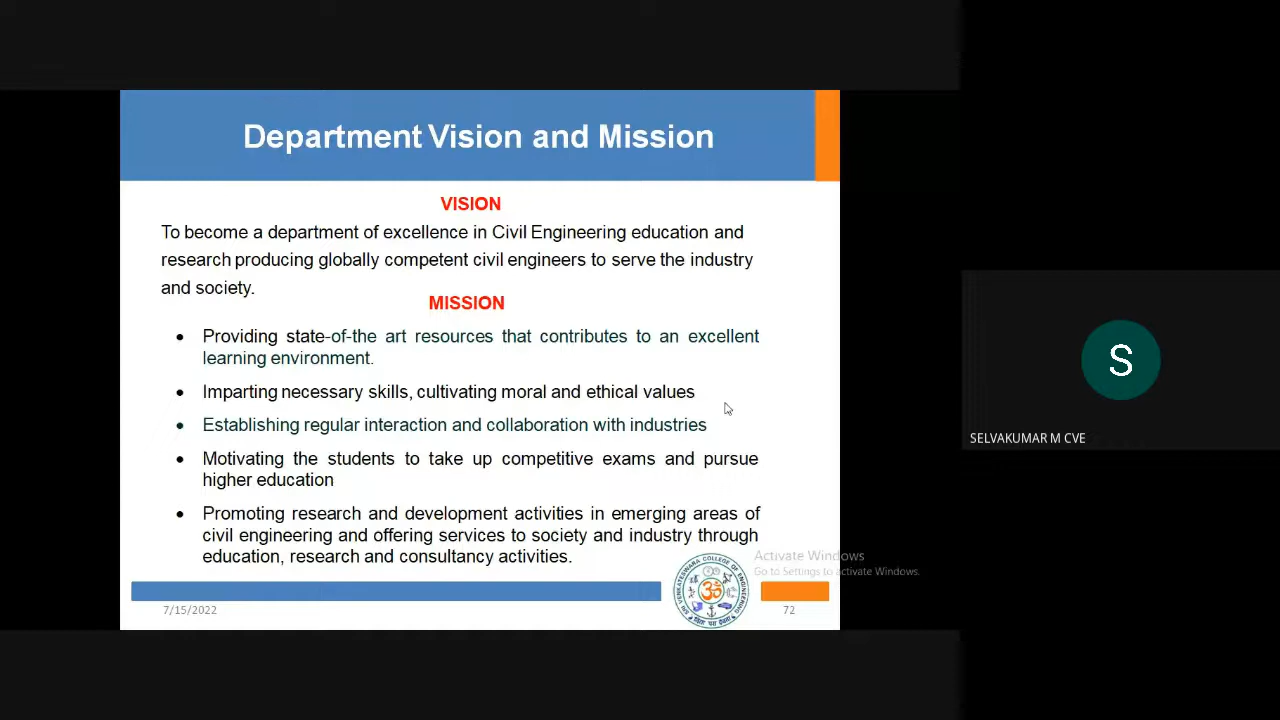 Department Vision and Mission
VISION
To become a department of excellence in Civil Engineering education and
research producing globally competent civil engineers to serve the industry
and society.
MISSION
• Providing state-of-the art resources that contributes to an excellent
learning environment.
• Imparting necessary skills, cultivating moral and ethical values
• Establishing regular interaction and collaboration with industries
• Motivating the students to take up competitive exams and pursue
higher education
• Promoting research and development activities in emerging areas of
civil engineering and offering services to society and industry through
education, research and consultancy activities.
SRI VENKATESWARA COLLEGE OF ENGINEERING
ॐ
Activate Windows
Go to Settings to activate Windows.
7/15/2022
72
S
SELVAKUMAR M CVE